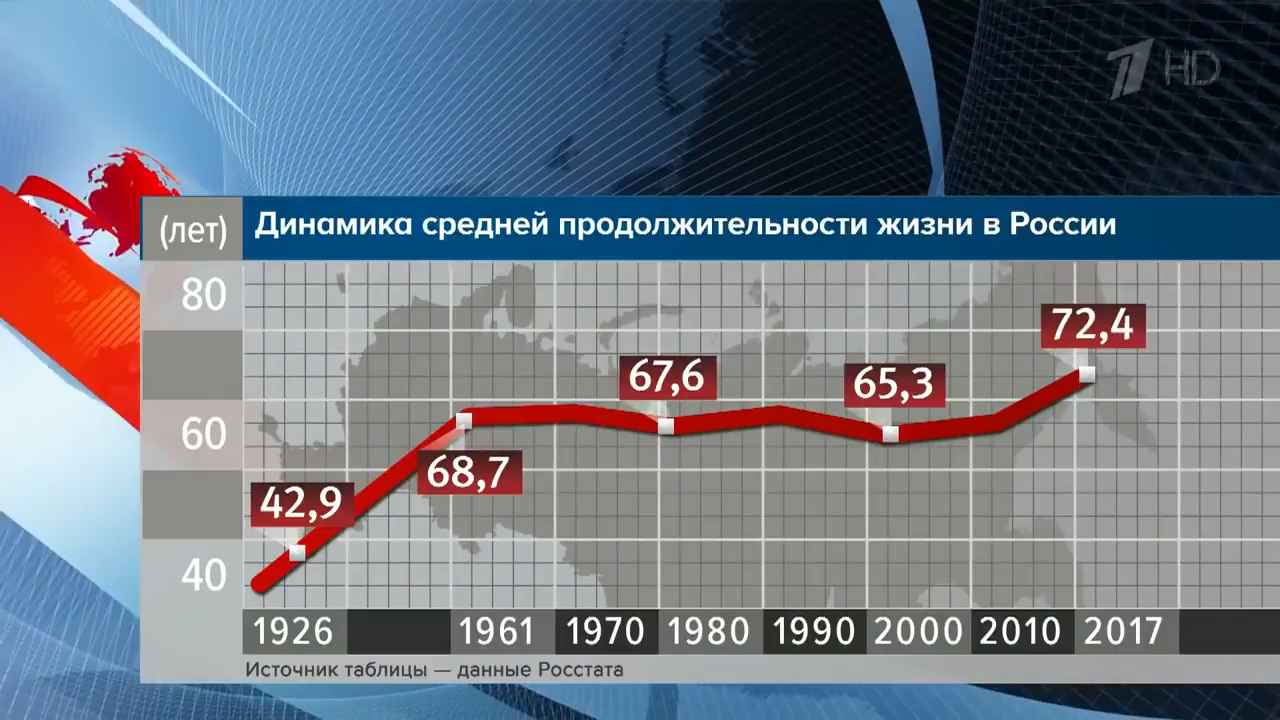 1 HD
(лет) Динамика средней продолжительности жизни в России
80
72,4
67,6
65,3
60
68,7
42,9
40
1926 1961 1970 1980 1990 2000 2010 2017
Источник таблицы — данные Росстата